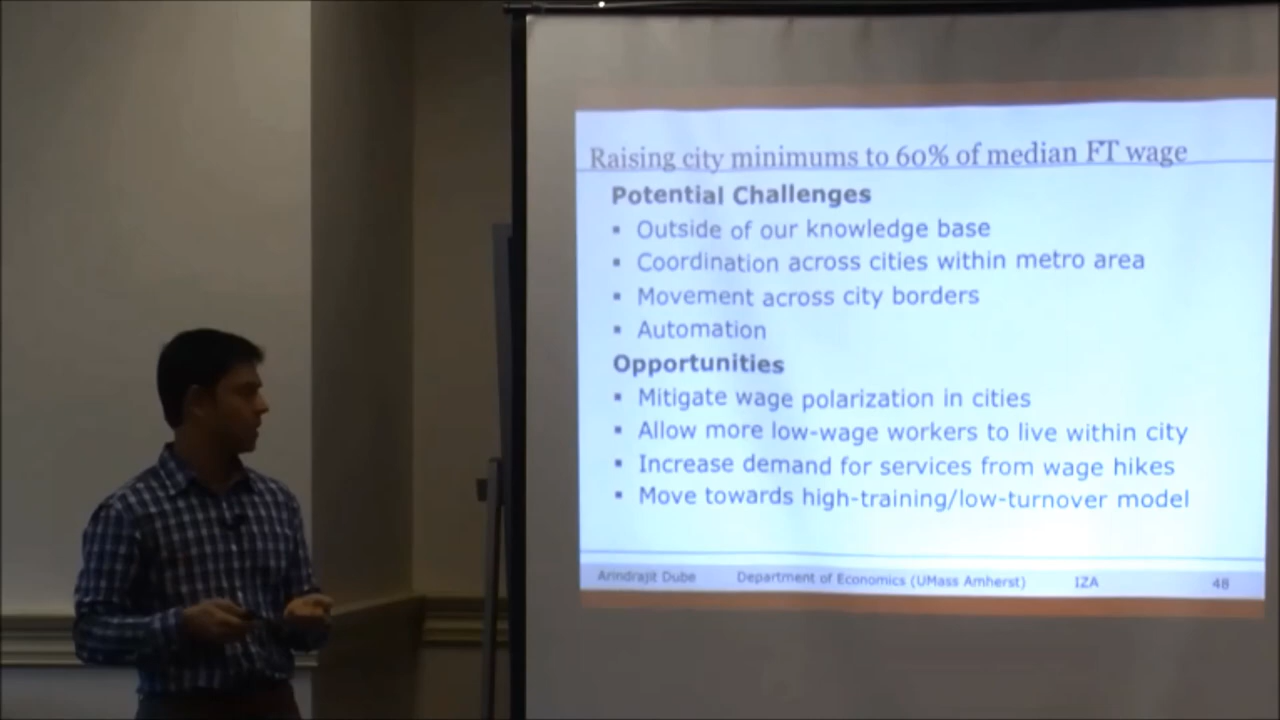 Raising city minimums to 60% of median FT wage
Potential Challenges
▪ Outside of our knowledge base
▪ Coordination across cities within metro area
▪ Movement across city borders
▪ Automation
Opportunities
▪ Mitigate wage polarization in cities
▪ Allow more low-wage workers to live within city
▪ Increase demand for services from wage hikes
▪ Move towards high-training/low-turnover model
Arindrajit Dube Department of Economics (UMass Amherst) IZA 48